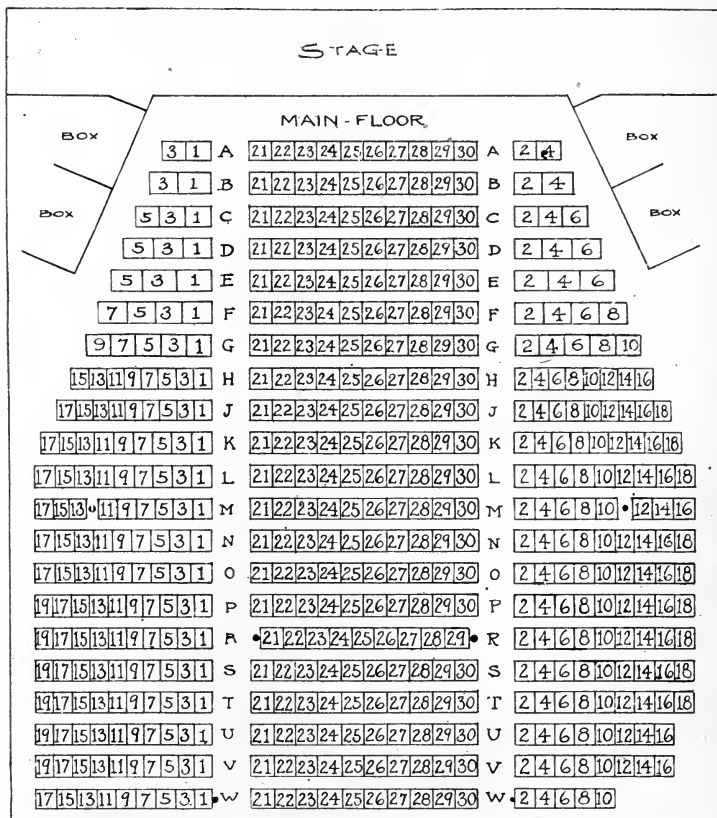 STAGE
MAIN-FLOOR
BOX
BOX
3 1 A 21 22 23 24 25 26 27 28 29 30 A 2 4
3 1 B 21 22 23 24 25 26 27 28 29 30 B 2 4
BOX
BOX
5 3 1 C 21 22 23 24 25 26 27 28 29 30 C 2 4 6
5 3 1 D 21 22 23 24 25 26 27 28 29 30 D 2 4 6
5 3 1 E 21 22 23 24 25 26 27 28 29 30 E 2 4 6
7 5 3 1 F 21 22 23 24 25 26 27 28 29 30 F 2 4 6 8
9 7 5 3 1 G 21 22 23 24 25 26 27 28 29 30 G 2 4 6 8 10
15 13 11 9 7 5 3 1 H 21 22 23 24 25 26 27 28 29 30 H 2 4 6 8 10 12 14 16
17 15 13 11 9 7 5 3 1 J 21 22 23 24 25 26 27 28 29 30 J 2 4 6 8 10 12 14 16 18
17 15 13 11 9 7 5 3 1 K 21 22 23 24 25 26 27 28 29 30 K 2 4 6 8 10 12 14 16 18
17 15 13 11 9 7 5 3 1 L 21 22 23 24 25 26 27 28 29 30 L 2 4 6 8 10 12 14 16 18
17 15 13 11 9 7 5 3 1 M 21 22 23 24 25 26 27 28 29 30 M 2 4 6 8 10 12 14 16
17 15 13 11 9 7 5 3 1 N 21 22 23 24 25 26 27 28 29 30 N 2 4 6 8 10 12 14 16 18
17 15 13 11 9 7 5 3 1 O 21 22 23 24 25 26 27 28 29 30 O 2 4 6 8 10 12 14 16 18
19 17 15 13 11 9 7 5 3 1 P 21 22 23 24 25 26 27 28 29 30 P 2 4 6 8 10 12 14 16 18
19 17 15 13 11 9 7 5 3 1 R 21 22 23 24 25 26 27 28 29 R 2 4 6 8 10 12 14 16 18
19 17 15 13 11 9 7 5 3 1 S 21 22 23 24 25 26 27 28 29 30 S 2 4 6 8 10 12 14 16 18
19 17 15 13 11 9 7 5 3 1 T 21 22 23 24 25 26 27 28 29 30 T 2 4 6 8 10 12 14 16 18
19 17 15 13 11 9 7 5 3 1 U 21 22 23 24 25 26 27 28 29 30 U 2 4 6 8 10 12 14 16
19 17 15 13 11 9 7 5 3 1 V 21 22 23 24 25 26 27 28 29 30 V 2 4 6 8 10 12 14 16
17 15 13 11 9 7 5 3 1 W 21 22 23 24 25 26 27 28 29 30 W 2 4 6 8 10